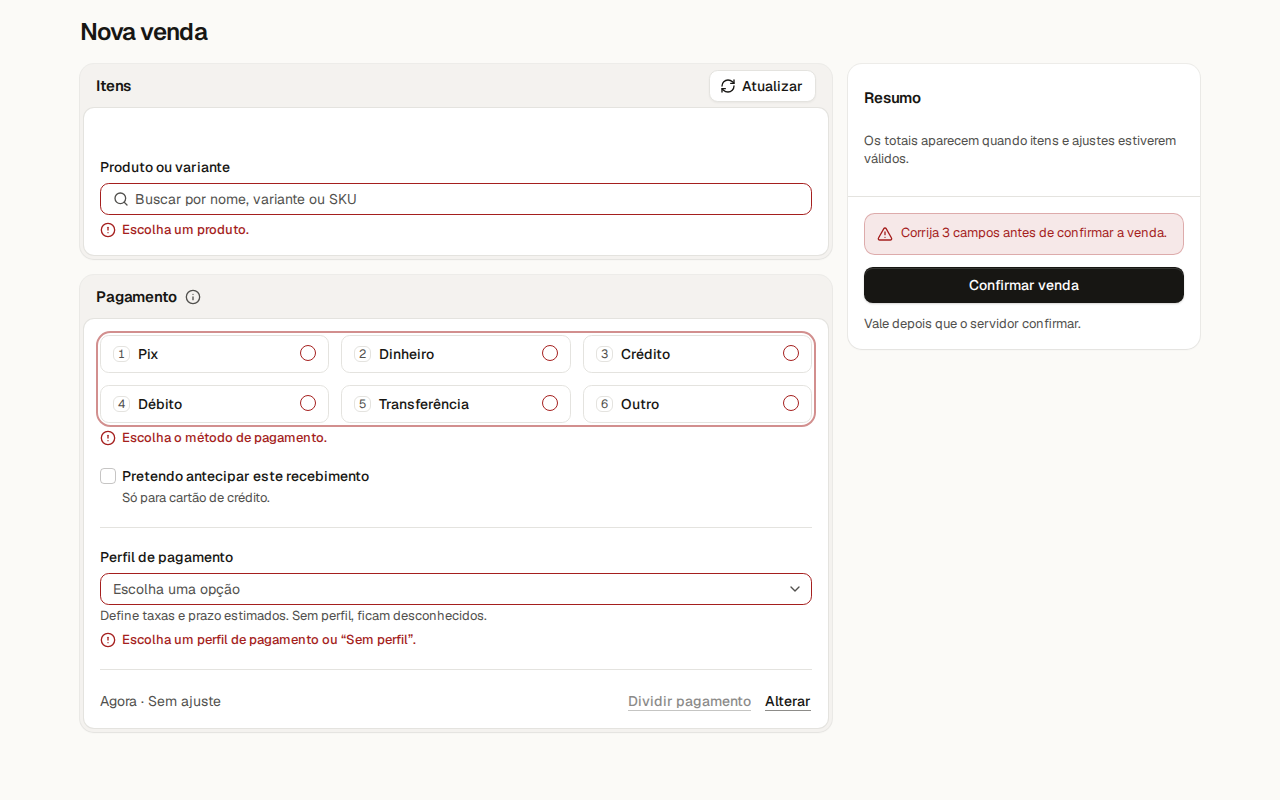 Nova venda
Itens
Atualizar
Produto ou variante
Buscar por nome, variante ou SKU
Escolha um produto.
Pagamento
1 Pix
2 Dinheiro
3 Crédito
4 Débito
5 Transferência
6 Outro
Escolha o método de pagamento.
Pretendo antecipar este recebimento
Só para cartão de crédito.
Perfil de pagamento
Escolha uma opção
Define taxas e prazo estimados. Sem perfil, ficam desconhecidos.
Escolha um perfil de pagamento ou “Sem perfil”.
Agora · Sem ajuste
Dividir pagamento
Alterar
Resumo
Os totais aparecem quando itens e ajustes estiverem
válidos.
Corrija 3 campos antes de confirmar a venda.
Confirmar venda
Vale depois que o servidor confirmar.